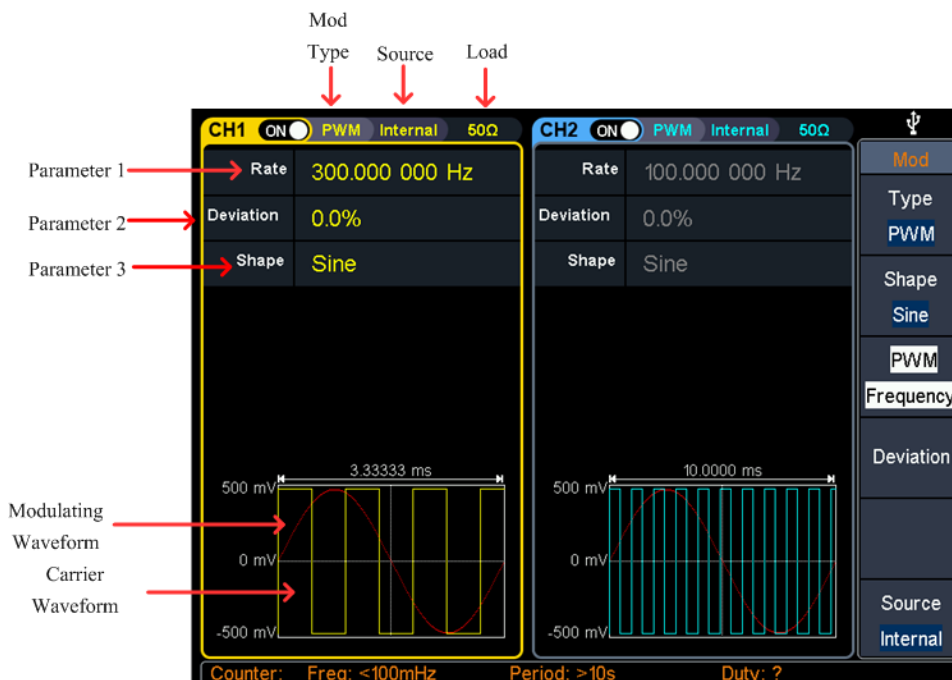 Mod
Type
Source
Load
CH1 ON PWM Internal 50Ω
CH2 ON PWM Internal 50Ω
Parameter 1
Rate 300.000 000 Hz
Rate 100.000 000 Hz
Parameter 2
Deviation 0.0%
Deviation 0.0%
Parameter 3
Shape Sine
Shape Sine
Mod
Type
PWM
Shape
Sine
PWM
Frequency
Deviation
Source
Internal
3.33333 ms
500 mV
0 mV
-500 mV
10.0000 ms
500 mV
0 mV
-500 mV
Modulating
Waveform
Carrier
Waveform
Counter: Freq: <100mHz Period: >10s Duty: ?